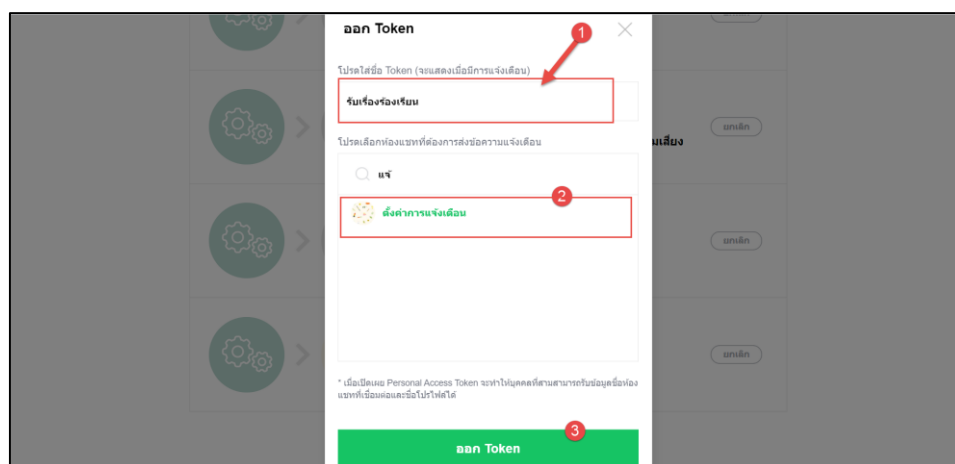 ออก Token
1
โปรดใส่ชื่อ Token (จะแสดงเมื่อมีการแจ้งเตือน)
รับเรื่องร้องเรียน
ยกเลิก
โปรดเลือกห้องแชทที่ต้องการส่งข้อความแจ้งเตือน
มเสียง
แจ้
2
ตั้งค่าการแจ้งเตือน
ยกเลิก
ยกเลิก
* เมื่อเปิดเผย Personal Access Token จะทำให้บุคคลที่สามสามารถรับข้อมูลชื่อห้อง
แชทที่เชื่อมต่อและชื่อโปรไฟล์ได้
3
ออก Token